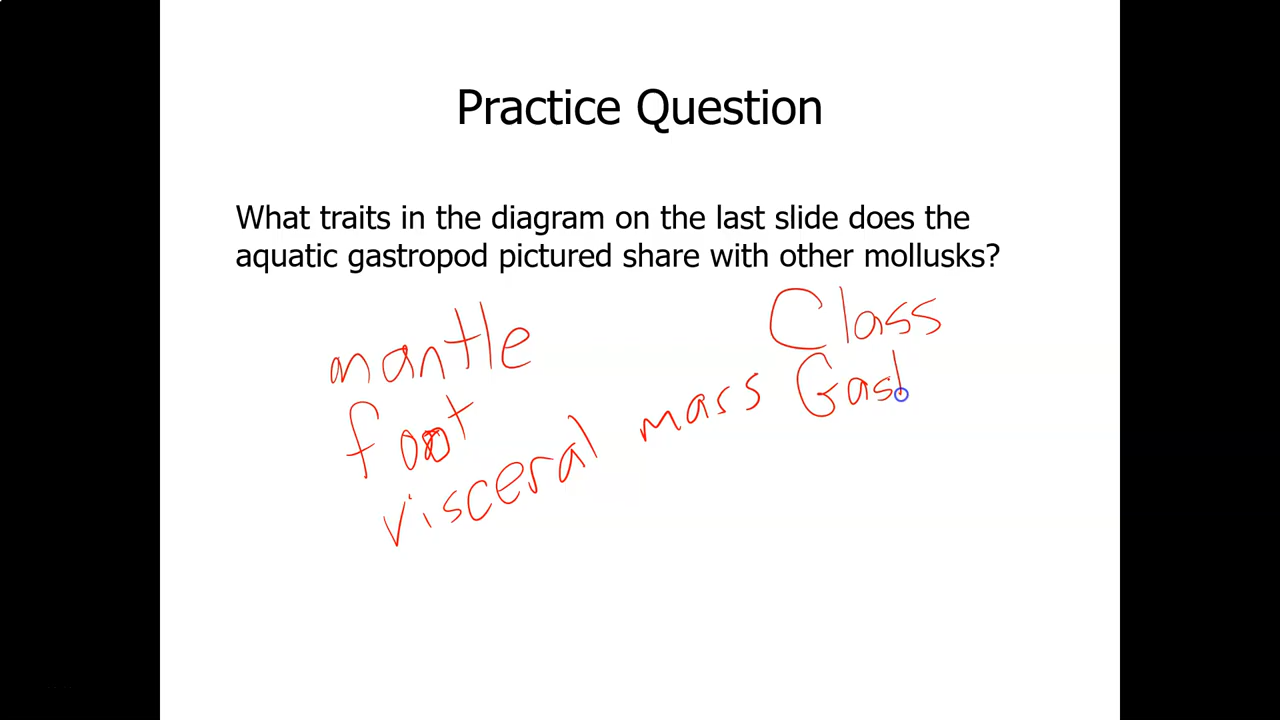 Practice Question
What traits in the diagram on the last slide does the
aquatic gastropod pictured share with other mollusks?
mantle
foot
visceral mass
Class
Gast